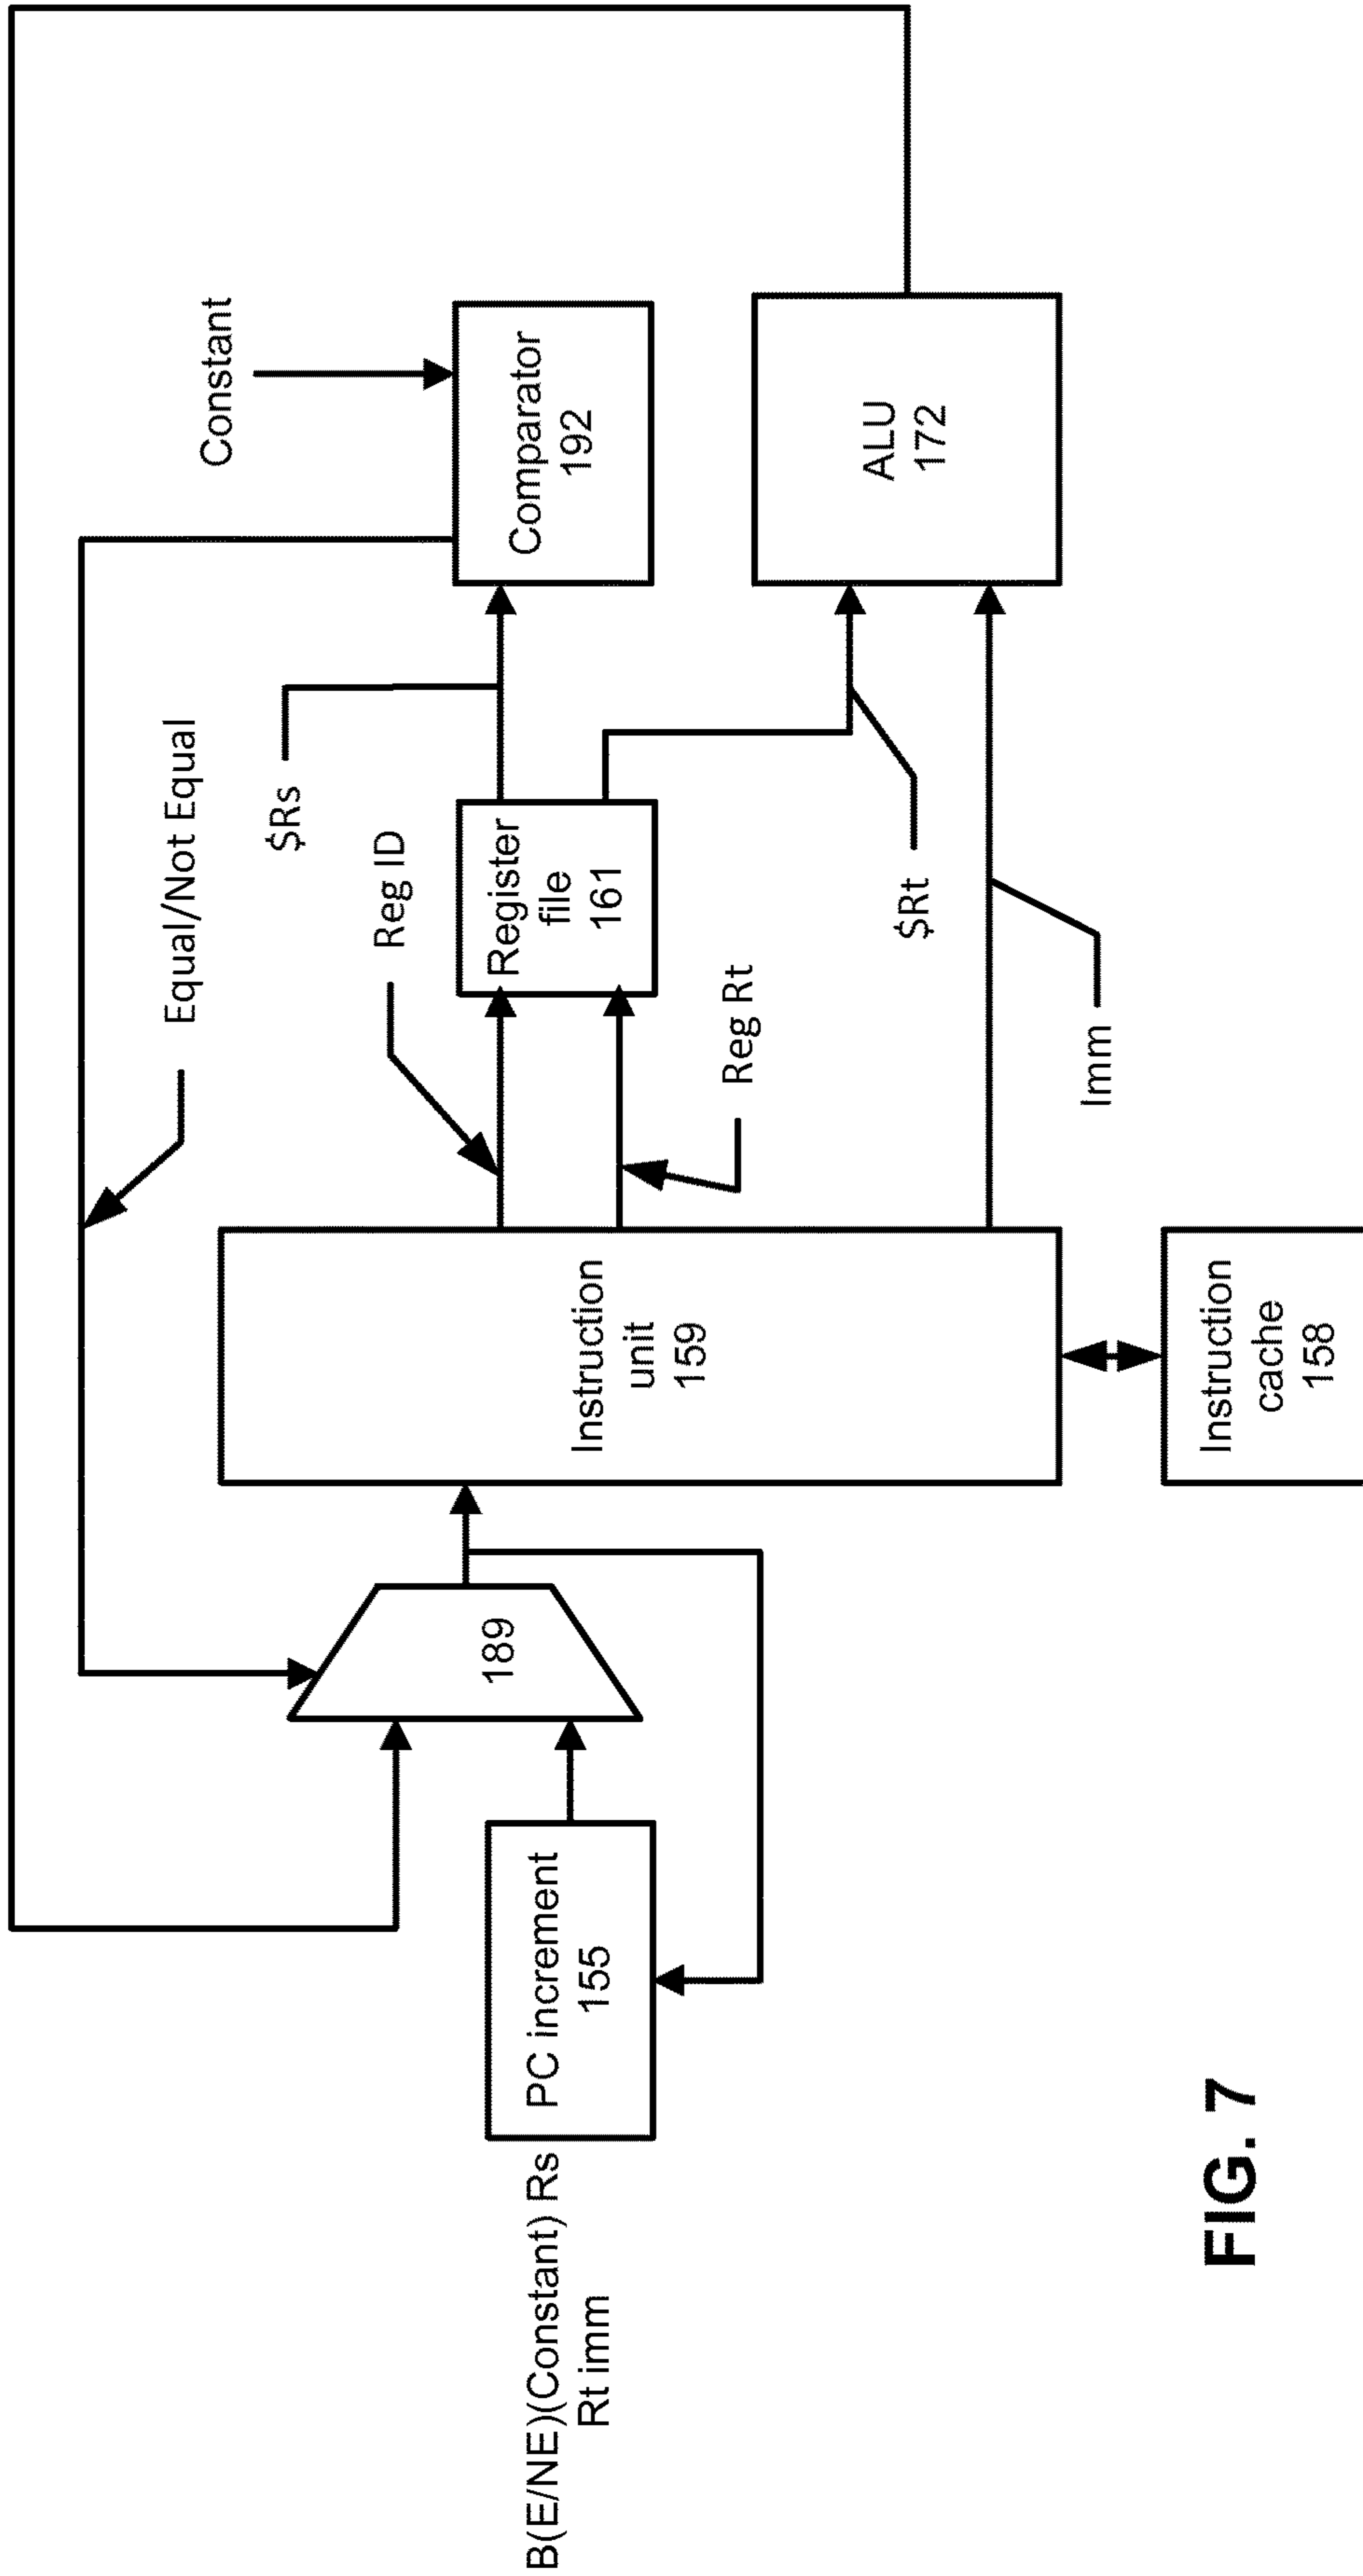 B(E/NE)(Constant) Rs
Rt imm
PC increment
155
189
Equal/Not Equal
Instruction
unit
159
Instruction
cache
158
Reg ID
Reg Rt
Register
file
161
$Rs
$Rt
Imm
Constant
Comparator
192
ALU
172
FIG. 7